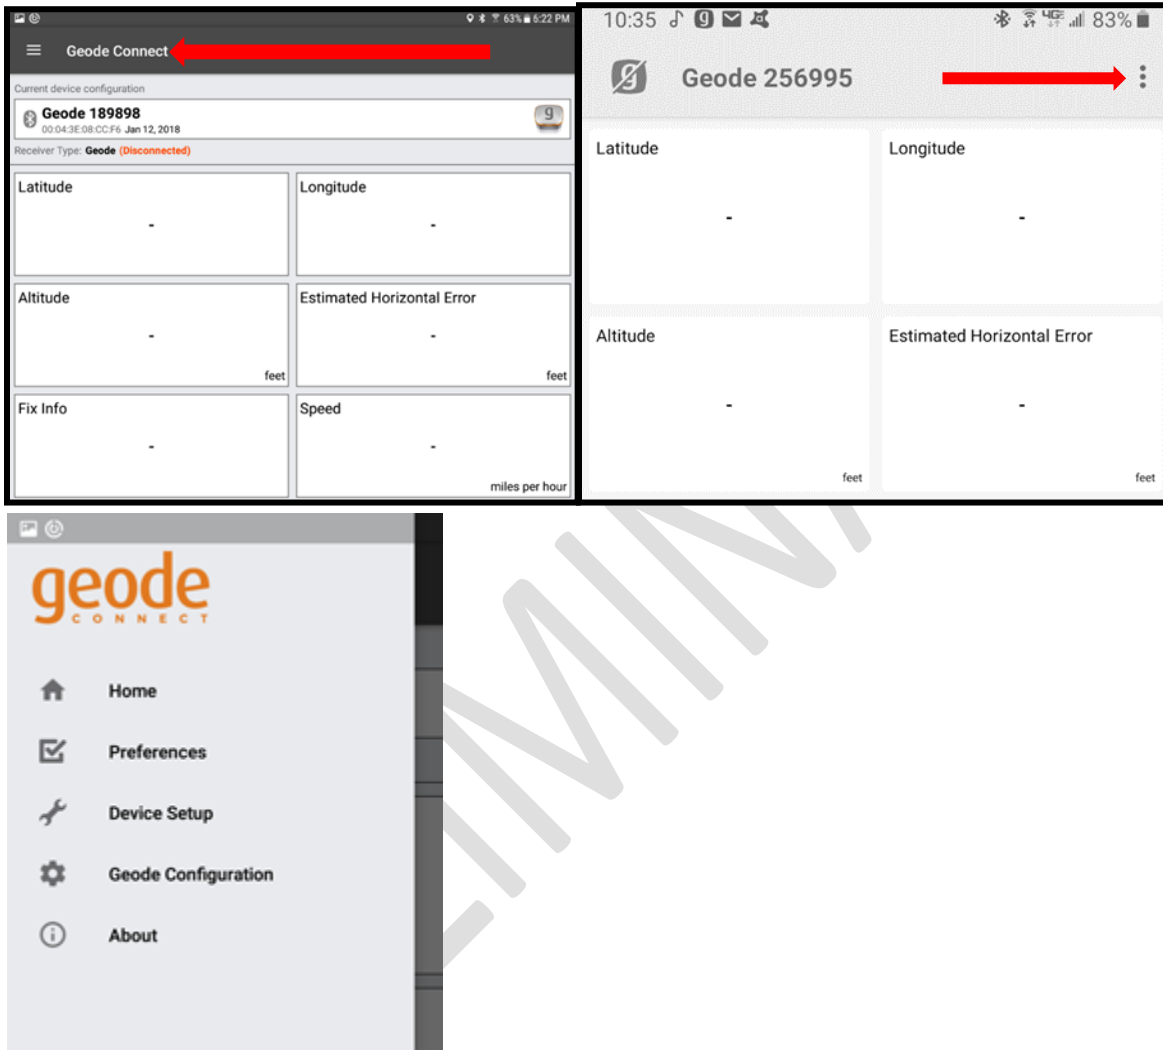 63% 6:22 PM
Geode Connect
Current device configuration
Geode 189898
00:04:3E:08:CC:F6 Jan 12, 2018
Receiver Type: Geode (Disconnected)
Latitude
-
Longitude
-
Altitude
-
feet
Estimated Horizontal Error
-
feet
Fix Info
-
Speed
-
miles per hour
10:35 g 4GE 83%
g Geode 256995
Latitude
-
Longitude
-
Altitude
-
feet
Estimated Horizontal Error
-
feet
geode
CONNECT
Home
Preferences
Device Setup
Geode Configuration
About